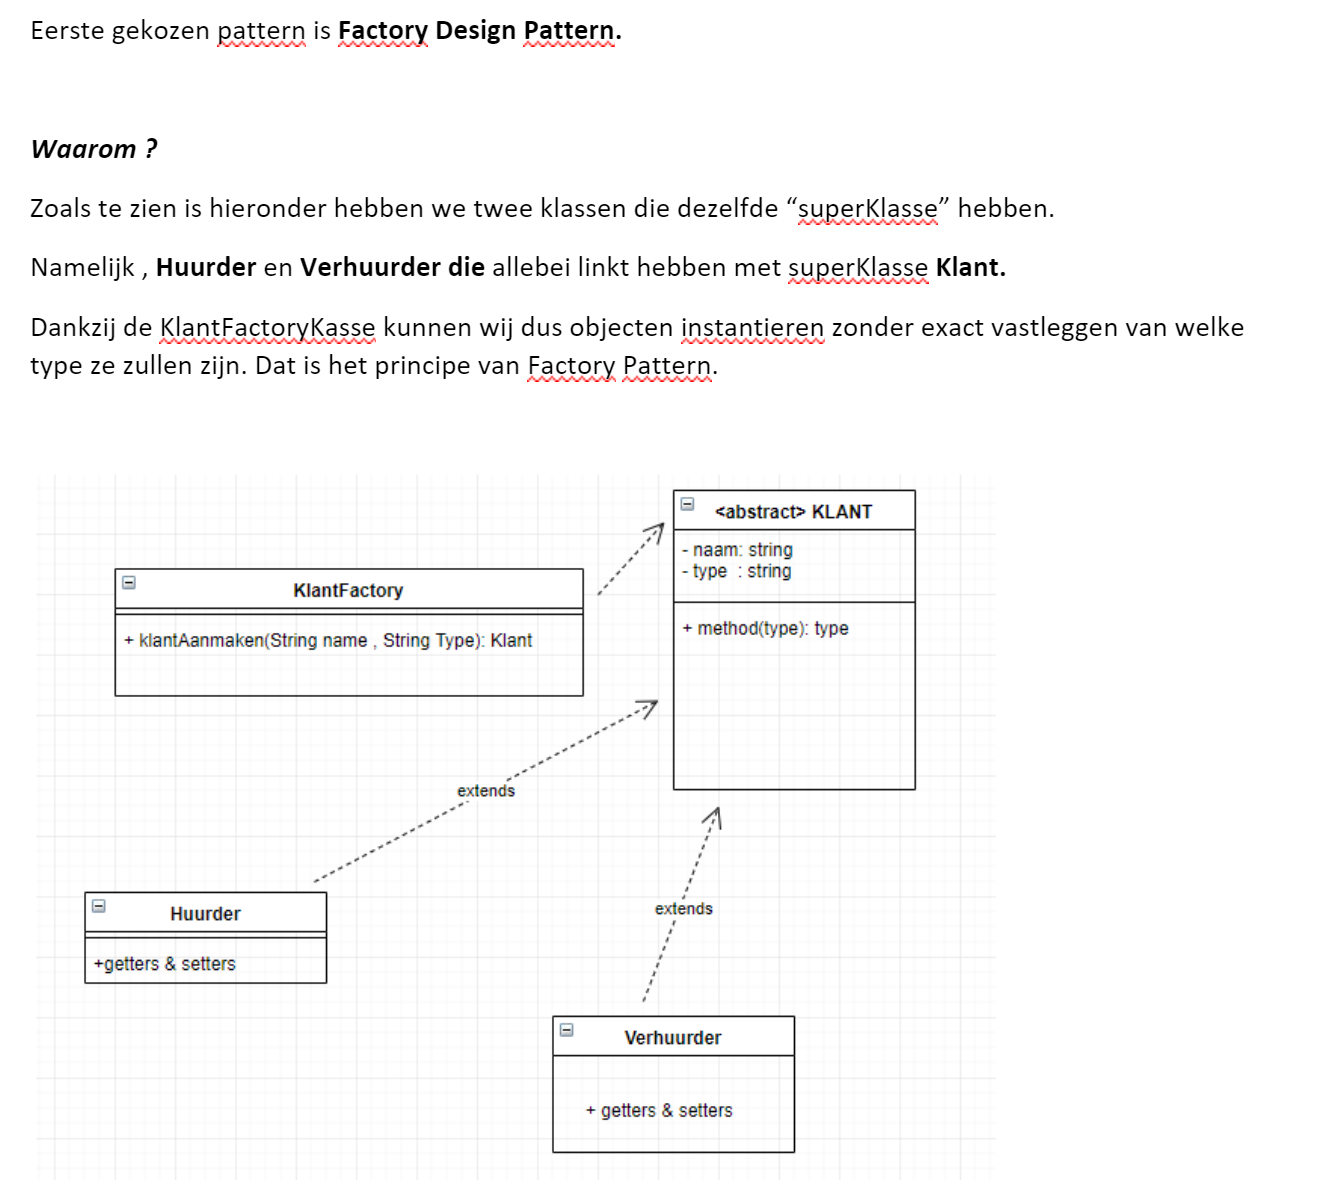 Eerste gekozen pattern is Factory Design Pattern.
Waarom ?
Zoals te zien is hieronder hebben we twee klassen die dezelfde “superKlasse” hebben.
Namelijk , Huurder en Verhuurder die allebei linkt hebben met superKlasse Klant.
Dankzij de KlantFactoryKasse kunnen wij dus objecten instantieren zonder exact vastleggen van welke
type ze zullen zijn. Dat is het principe van Factory Pattern.
<abstract> KLANT
- naam: string
- type : string
+ method(type): type
KlantFactory
+ klantAanmaken(String name , String Type): Klant
extends
Huurder
+getters & setters
extends
Verhuurder
+ getters & setters